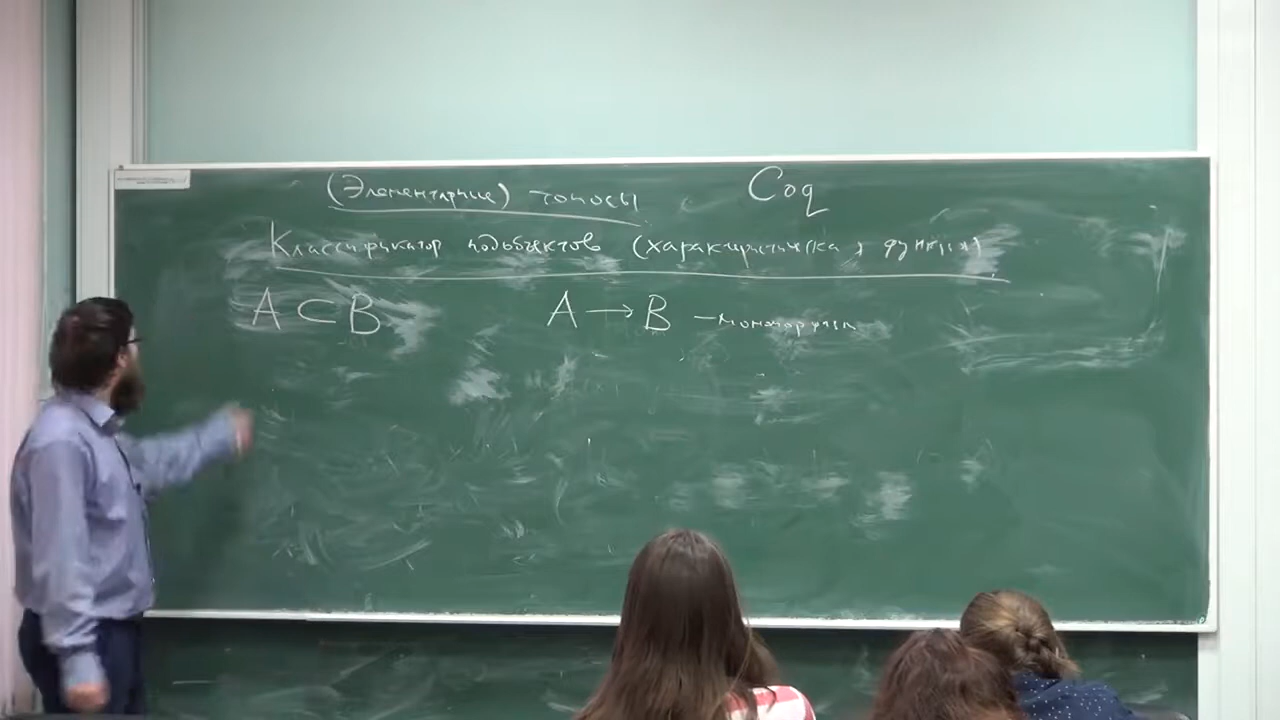 (Элементарные) топосы Coq
Классификатор подобъектов (характеристическая функция)
A ⊂ B A → B — мономорфизм